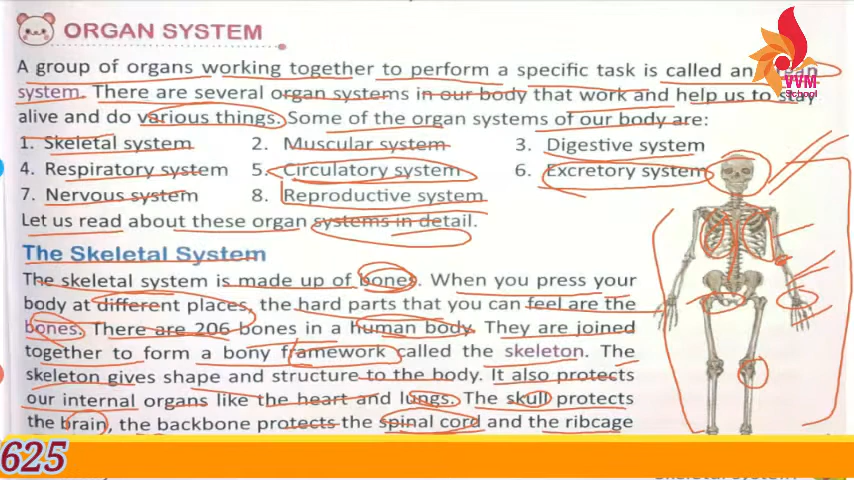 ORGAN SYSTEM
A group of organs working together to perform a specific task is called an organ
system. There are several organ systems in our body that work and help us to stay
alive and do various things. Some of the organ systems of our body are:
1. Skeletal system 2. Muscular system 3. Digestive system
4. Respiratory system 5. Circulatory system 6. Excretory system
7. Nervous system 8. Reproductive system
Let us read about these organ systems in detail.
The Skeletal System
The skeletal system is made up of bones. When you press your
body at different places, the hard parts that you can feel are the
bones. There are 206 bones in a human body. They are joined
together to form a bony framework called the skeleton. The
skeleton gives shape and structure to the body. It also protects
our internal organs like the heart and lungs. The skull protects
the brain, the backbone protects the spinal cord and the ribcage
VVM
School
625